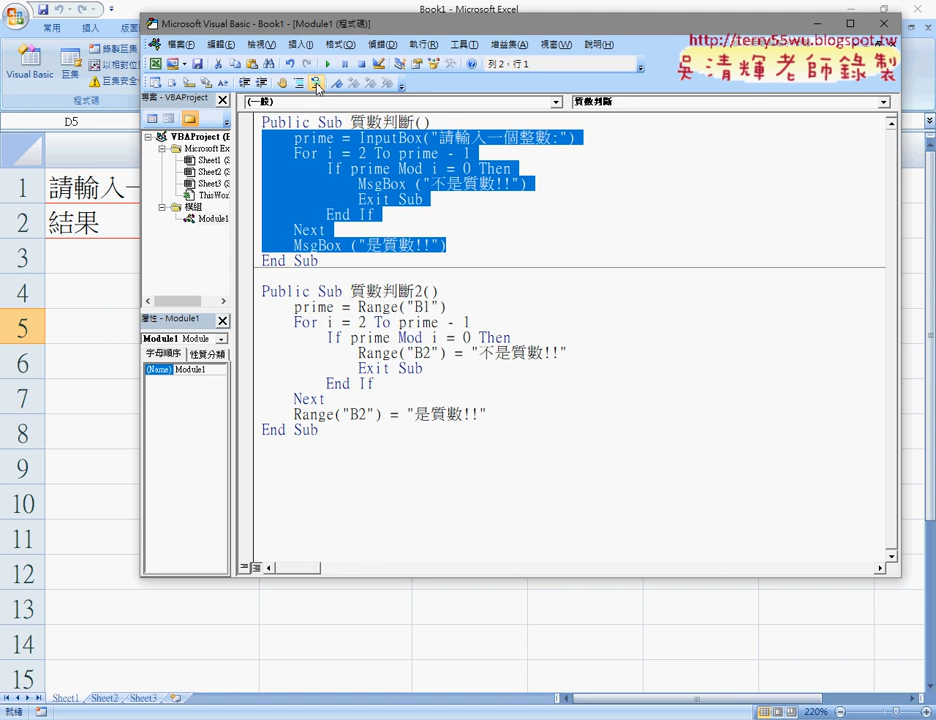 Book1 - Microsoft Excel
常用
插入
版面
Visual Basic
巨集
錄製巨集
以相對位
巨集安全
程式碼
D5
Microsoft Visual Basic - Book1 - [Module1 (程式碼)]
檔案(F) 編輯(E) 檢視(V) 插入(I) 格式(O) 偵錯(D) 執行(R) 工具(T) 增益集(A) 視窗(W) 說明(H)
列 2, 行 1
http://terry55wu.blogspot.tw
吳清輝老師錄製
專案 - VBAProject
VBAProject (B
Microsoft Ex
Sheet1 (S
Sheet2 (S
Sheet3 (S
ThisWor
模組
Module1
屬性 - Module1
Module1 Module
字母順序 性質分類
(Name) Module1
(一般)
質數判斷
Public Sub 質數判斷()
prime = InputBox("請輸入一個整數:")
For i = 2 To prime - 1
If prime Mod i = 0 Then
MsgBox ("不是質數!!")
Exit Sub
End If
Next
MsgBox ("是質數!!")
End Sub
Public Sub 質數判斷2()
prime = Range("B1")
For i = 2 To prime - 1
If prime Mod i = 0 Then
Range("B2") = "不是質數!!"
Exit Sub
End If
Next
Range("B2") = "是質數!!"
End Sub
1 請輸入一
2 結果
3
4
5
6
7
8
9
10
11
12
13
14
15
Sheet1 Sheet2 Sheet3
就緒
220%